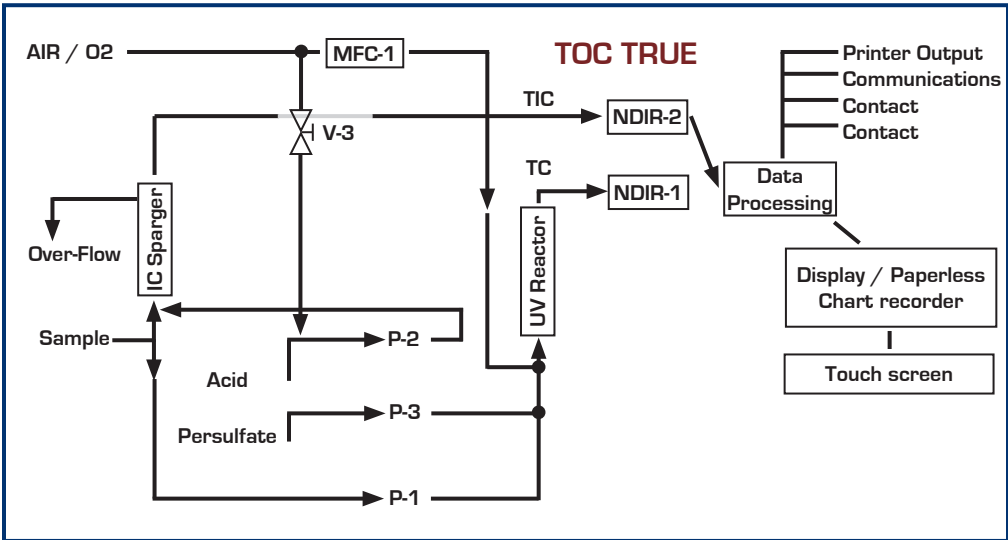 AIR / O2
MFC-1
TOC TRUE
Printer Output
Communications
Contact
Contact
TIC
NDIR-2
V-3
TC
NDIR-1
Data
Processing
IC Sparger
Over-Flow
UV Reactor
Display / Paperless
Chart recorder
Sample
P-2
Acid
Touch screen
P-3
Persulfate
P-1